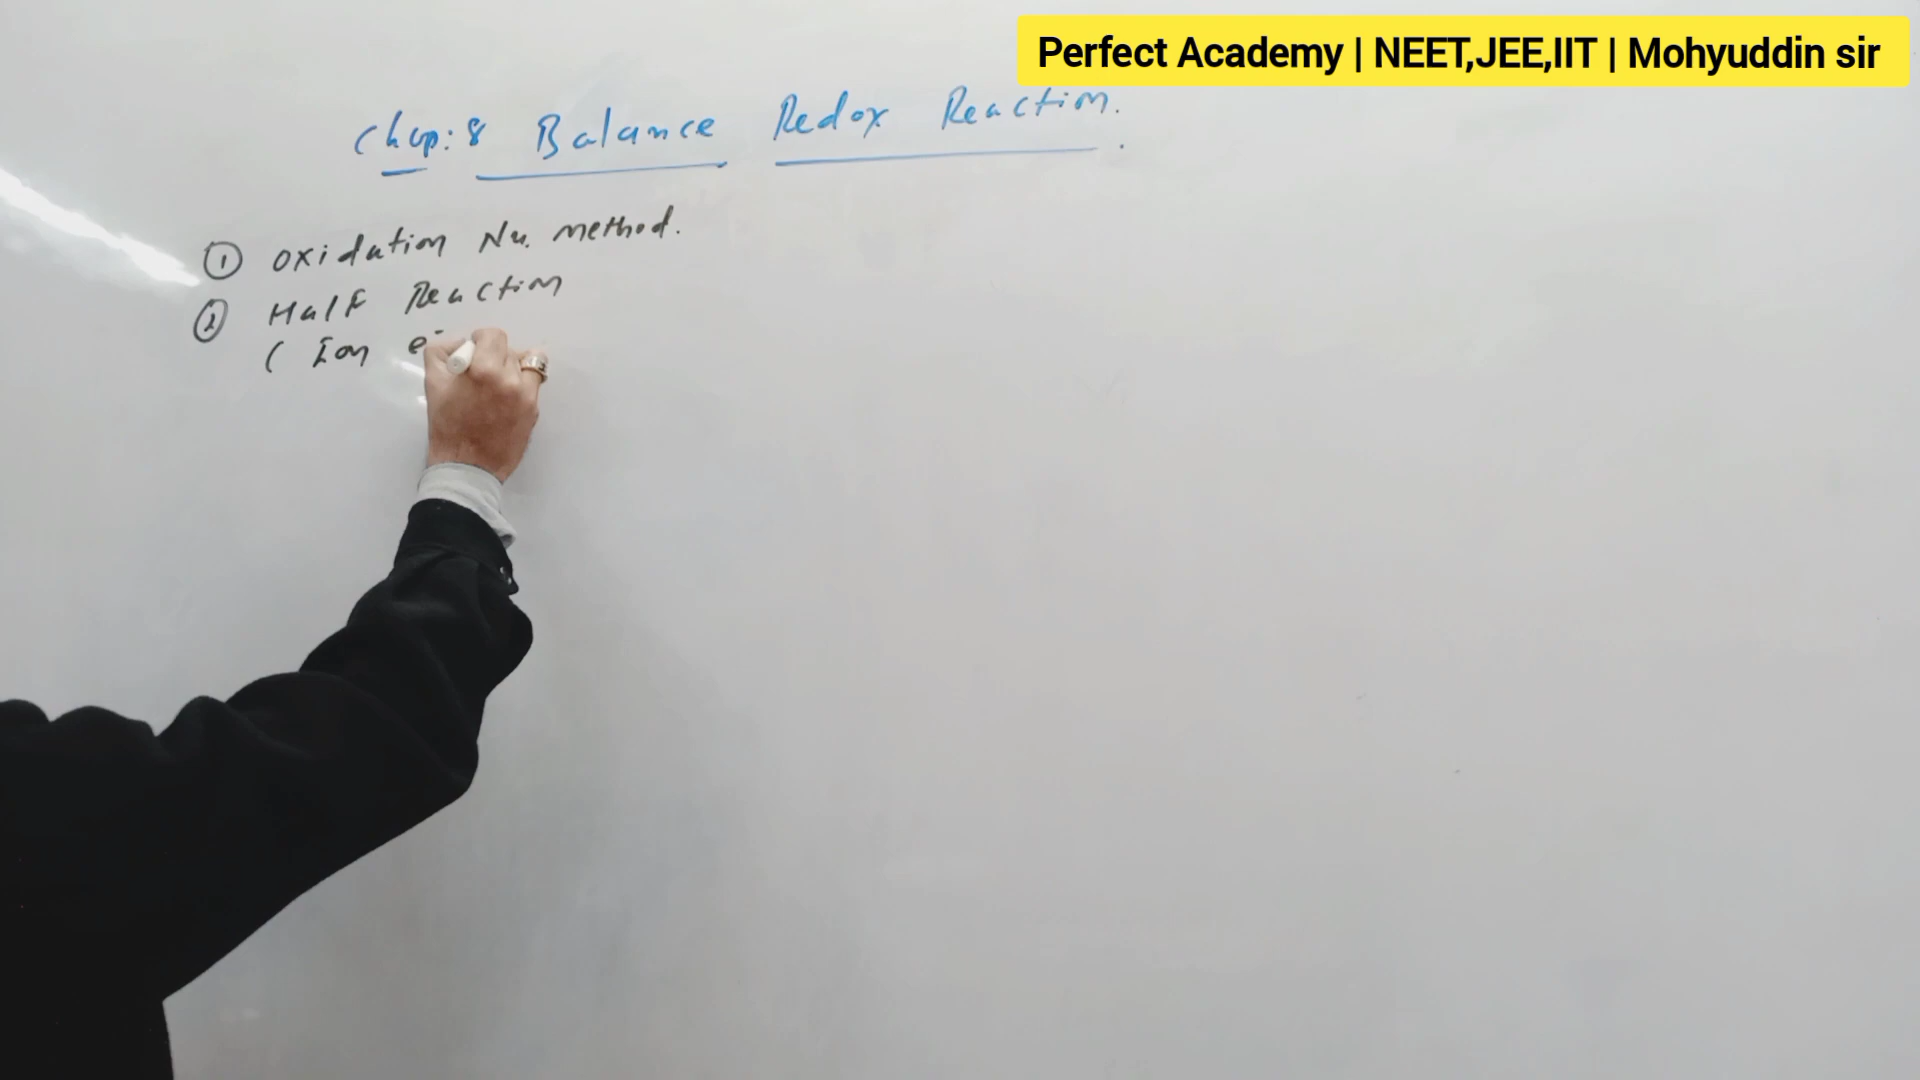 Perfect Academy | NEET,JEE,IIT | Mohyuddin sir
Chap: 8 Balance Redox Reaction.
① Oxidation Nu. method.
② Half Reaction
( Ion e-